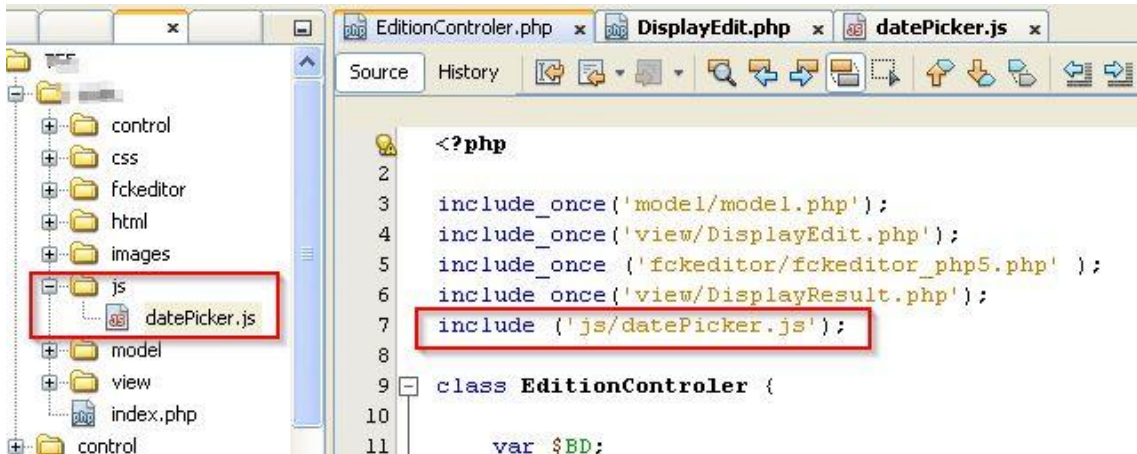 EditionControler.php x DisplayEdit.php x datePicker.js x
Source History
control
css
fckeditor
html
images
js
datePicker.js
model
view
index.php
control
<?php
2
3 include_once('model/model.php');
4 include_once('view/DisplayEdit.php');
5 include_once ('fckeditor/fckeditor_php5.php' );
6 include_once('view/DisplayResult.php');
7 include ('js/datePicker.js');
8
9 class EditionControler {
10
11 var $BD;